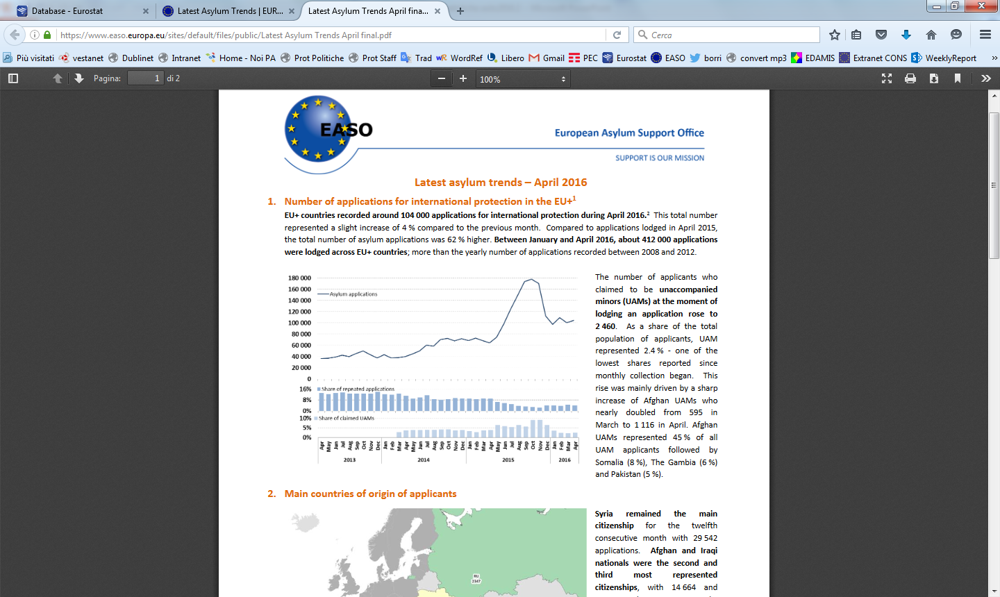 Database - Eurostat
Latest Asylum Trends | EUR...
Latest Asylum Trends April fina...
https://www.easo.europa.eu/sites/default/files/public/Latest Asylum Trends April final.pdf
Cerca
Più visitati vestanet Dublinet Intranet Home - Noi PA Prot Politiche Prot Staff Trad WordRef Libero Gmail PEC Eurostat EASO borri convert mp3 EDAMIS Extranet CONS WeeklyReport
Pagina: 1 di 2
100%
EASO
European Asylum Support Office
SUPPORT IS OUR MISSION
Latest asylum trends – April 2016
1. Number of applications for international protection in the EU+1
EU+ countries recorded around 104 000 applications for international protection during April 2016.2 This total number
represented a slight increase of 4 % compared to the previous month. Compared to applications lodged in April 2015,
the total number of asylum applications was 62 % higher. Between January and April 2016, about 412 000 applications
were lodged across EU+ countries; more than the yearly number of applications recorded between 2008 and 2012.
180 000
160 000
140 000
120 000
100 000
80 000
60 000
40 000
20 000
0
Asylum applications
16%
8%
0%
Share of repeated applications
10%
5%
0%
Share of claimed UAMs
Apr May Jun Jul Aug Sep Oct Nov Dec Jan Feb Mar Apr May Jun Jul Aug Sep Oct Nov Dec Jan Feb Mar Apr May Jun Jul Aug Sep Oct Nov Dec Jan Feb Mar Apr
2013 2014 2015 2016
The number of applicants who
claimed to be unaccompanied
minors (UAMs) at the moment of
lodging an application rose to
2 460. As a share of the total
population of applicants, UAM
represented 2.4 % - one of the
lowest shares reported since
monthly collection began. This
rise was mainly driven by a sharp
increase of Afghan UAMs who
nearly doubled from 595 in
March to 1 116 in April. Afghan
UAMs represented 45 % of all
UAM applicants followed by
Somalia (8 %), The Gambia (6 %)
and Pakistan (5 %).
2. Main countries of origin of applicants
RU
2347
Syria remained the main
citizenship for the twelfth
consecutive month with 29 542
applications. Afghan and Iraqi
nationals were the second and
third most represented
citizenships, with 14 664 and